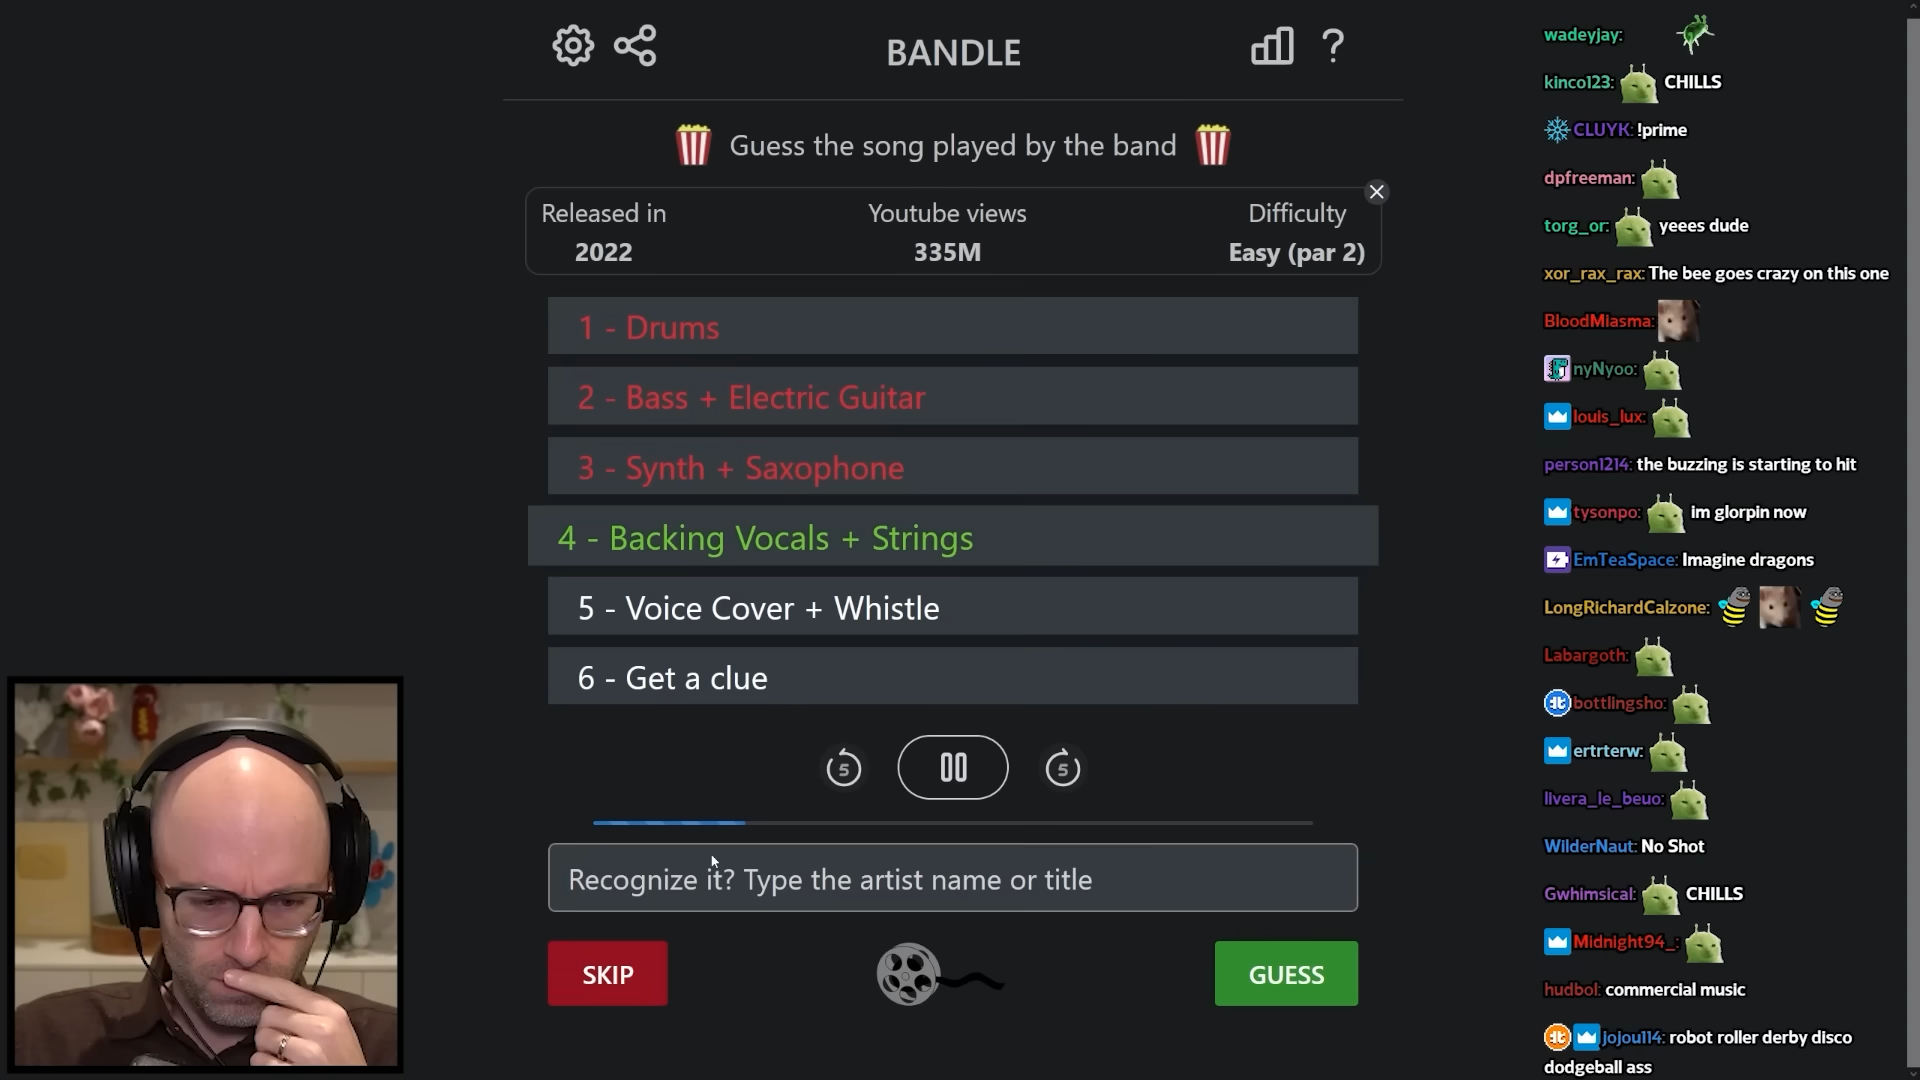 BANDLE
?
Guess the song played by the band
Released in
2022
Youtube views
335M
Difficulty
Easy (par 2)
1 - Drums
2 - Bass + Electric Guitar
3 - Synth + Saxophone
4 - Backing Vocals + Strings
5 - Voice Cover + Whistle
6 - Get a clue
5
5
Recognize it? Type the artist name or title
SKIP
GUESS
wadeyjay:
kinco123: CHILLS
CLUYK: !prime
dpfreeman:
torg_or: yeees dude
xor_rax_rax: The bee goes crazy on this one
BloodMiasma:
nyNyoo:
louis_lux:
person1214: the buzzing is starting to hit
tysonpo: im glorpin now
EmTeaSpace: Imagine dragons
LongRichardCalzone:
Labargoth:
bottlingsho:
ertrterw:
livera_le_beuo:
WilderNaut: No Shot
Gwhimsical: CHILLS
Midnight94_:
hudbol: commercial music
jojou114: robot roller derby disco
dodgeball ass